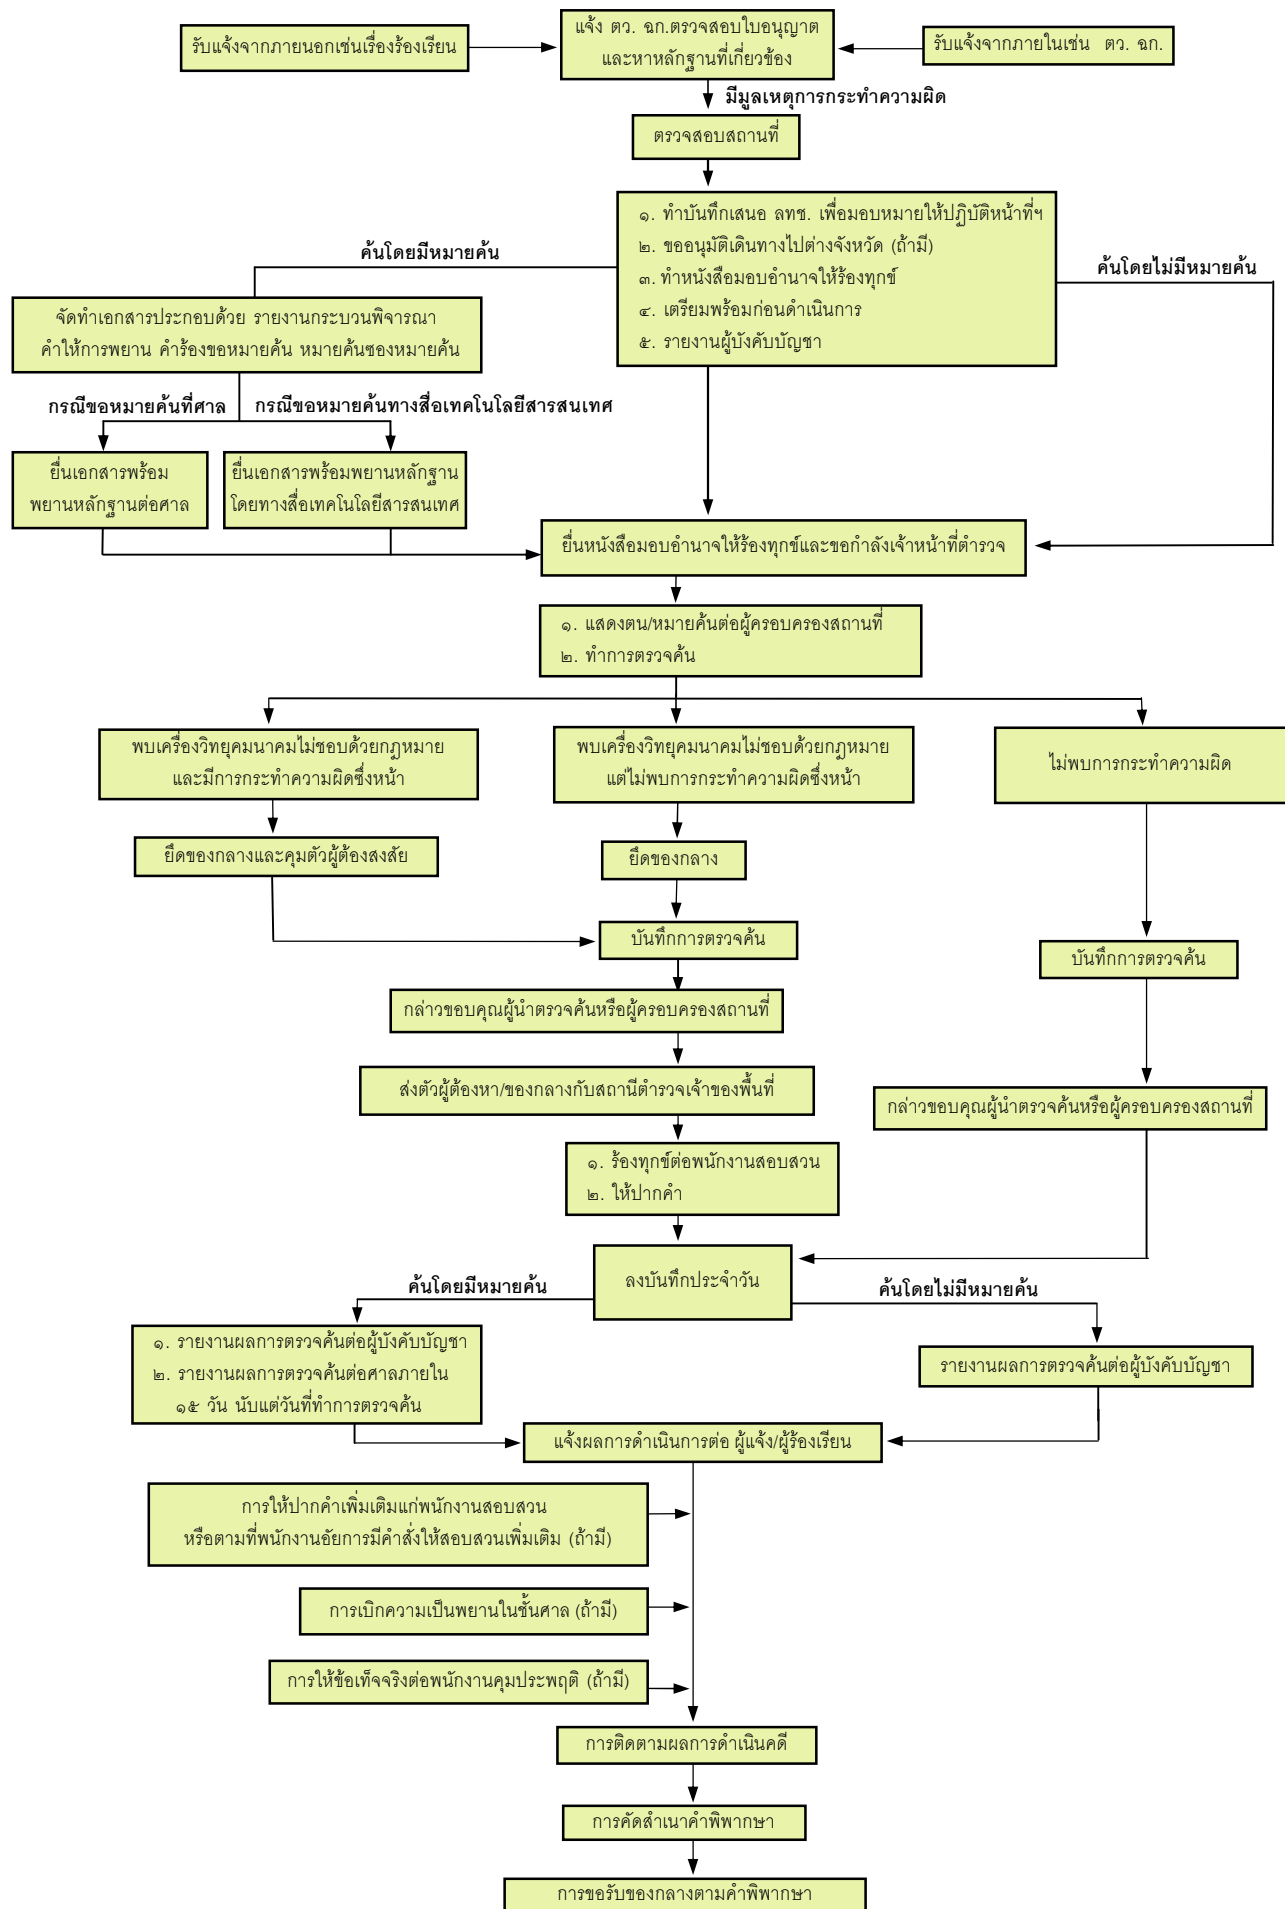 รับแจ้งจากภายนอกเช่นเรื่องร้องเรียน
แจ้ง ตว. ฉก.ตรวจสอบใบอนุญาต
และหาหลักฐานที่เกี่ยวข้อง
รับแจ้งจากภายในเช่น ตว. ฉก.
มีมูลเหตุการกระทำความผิด
ตรวจสอบสถานที่
๑. ทำบันทึกเสนอ ลทช. เพื่อมอบหมายให้ปฏิบัติหน้าที่ฯ
๒. ขออนุมัติเดินทางไปต่างจังหวัด (ถ้ามี)
๓. ทำหนังสือมอบอำนาจให้ร้องทุกข์
๔. เตรียมพร้อมก่อนดำเนินการ
๕. รายงานผู้บังคับบัญชา
ค้นโดยมีหมายค้น
ค้นโดยไม่มีหมายค้น
จัดทำเอกสารประกอบด้วย รายงานกระบวนพิจารณา
คำให้การพยาน คำร้องขอหมายค้น หมายค้นซองหมายค้น
กรณีขอหมายค้นที่ศาล
กรณีขอหมายค้นทางสื่อเทคโนโลยีสารสนเทศ
ยื่นเอกสารพร้อม
พยานหลักฐานต่อศาล
ยื่นเอกสารพร้อมพยานหลักฐาน
โดยทางสื่อเทคโนโลยีสารสนเทศ
ยื่นหนังสือมอบอำนาจให้ร้องทุกข์และขอกำลังเจ้าหน้าที่ตำรวจ
๑. แสดงตน/หมายค้นต่อผู้ครอบครองสถานที่
๒. ทำการตรวจค้น
พบเครื่องวิทยุคมนาคมไม่ชอบด้วยกฎหมาย
และมีการกระทำความผิดซึ่งหน้า
พบเครื่องวิทยุคมนาคมไม่ชอบด้วยกฎหมาย
แต่ไม่พบการกระทำความผิดซึ่งหน้า
ไม่พบการกระทำความผิด
ยึดของกลางและคุมตัวผู้ต้องสงสัย
ยึดของกลาง
บันทึกการตรวจค้น
บันทึกการตรวจค้น
กล่าวขอบคุณผู้นำตรวจค้นหรือผู้ครอบครองสถานที่
ส่งตัวผู้ต้องหา/ของกลางกับสถานีตำรวจเจ้าของพื้นที่
กล่าวขอบคุณผู้นำตรวจค้นหรือผู้ครอบครองสถานที่
๑. ร้องทุกข์ต่อพนักงานสอบสวน
๒. ให้ปากคำ
ลงบันทึกประจำวัน
ค้นโดยมีหมายค้น
ค้นโดยไม่มีหมายค้น
๑. รายงานผลการตรวจค้นต่อผู้บังคับบัญชา
๒. รายงานผลการตรวจค้นต่อศาลภายใน
๑๕ วัน นับแต่วันที่ทำการตรวจค้น
รายงานผลการตรวจค้นต่อผู้บังคับบัญชา
แจ้งผลการดำเนินการต่อ ผู้แจ้ง/ผู้ร้องเรียน
การให้ปากคำเพิ่มเติมแก่พนักงานสอบสวน
หรือตามที่พนักงานอัยการมีคำสั่งให้สอบสวนเพิ่มเติม (ถ้ามี)
การเบิกความเป็นพยานในชั้นศาล (ถ้ามี)
การให้ข้อเท็จจริงต่อพนักงานคุมประพฤติ (ถ้ามี)
การติดตามผลการดำเนินคดี
การคัดสำเนาคำพิพากษา
การขอรับของกลางตามคำพิพากษา